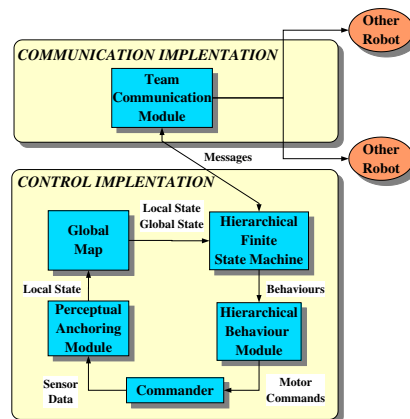 Other
Robot
COMMUNICATION IMPLENTATION
Team
Communication
Module
Other
Robot
Messages
CONTROL IMPLENTATION
Local State
Global State
Global
Map
Hierarchical
Finite
State Machine
Local State
Behaviours
Perceptual
Anchoring
Module
Hierarchical
Behaviour
Module
Sensor
Data
Commander
Motor
Commands